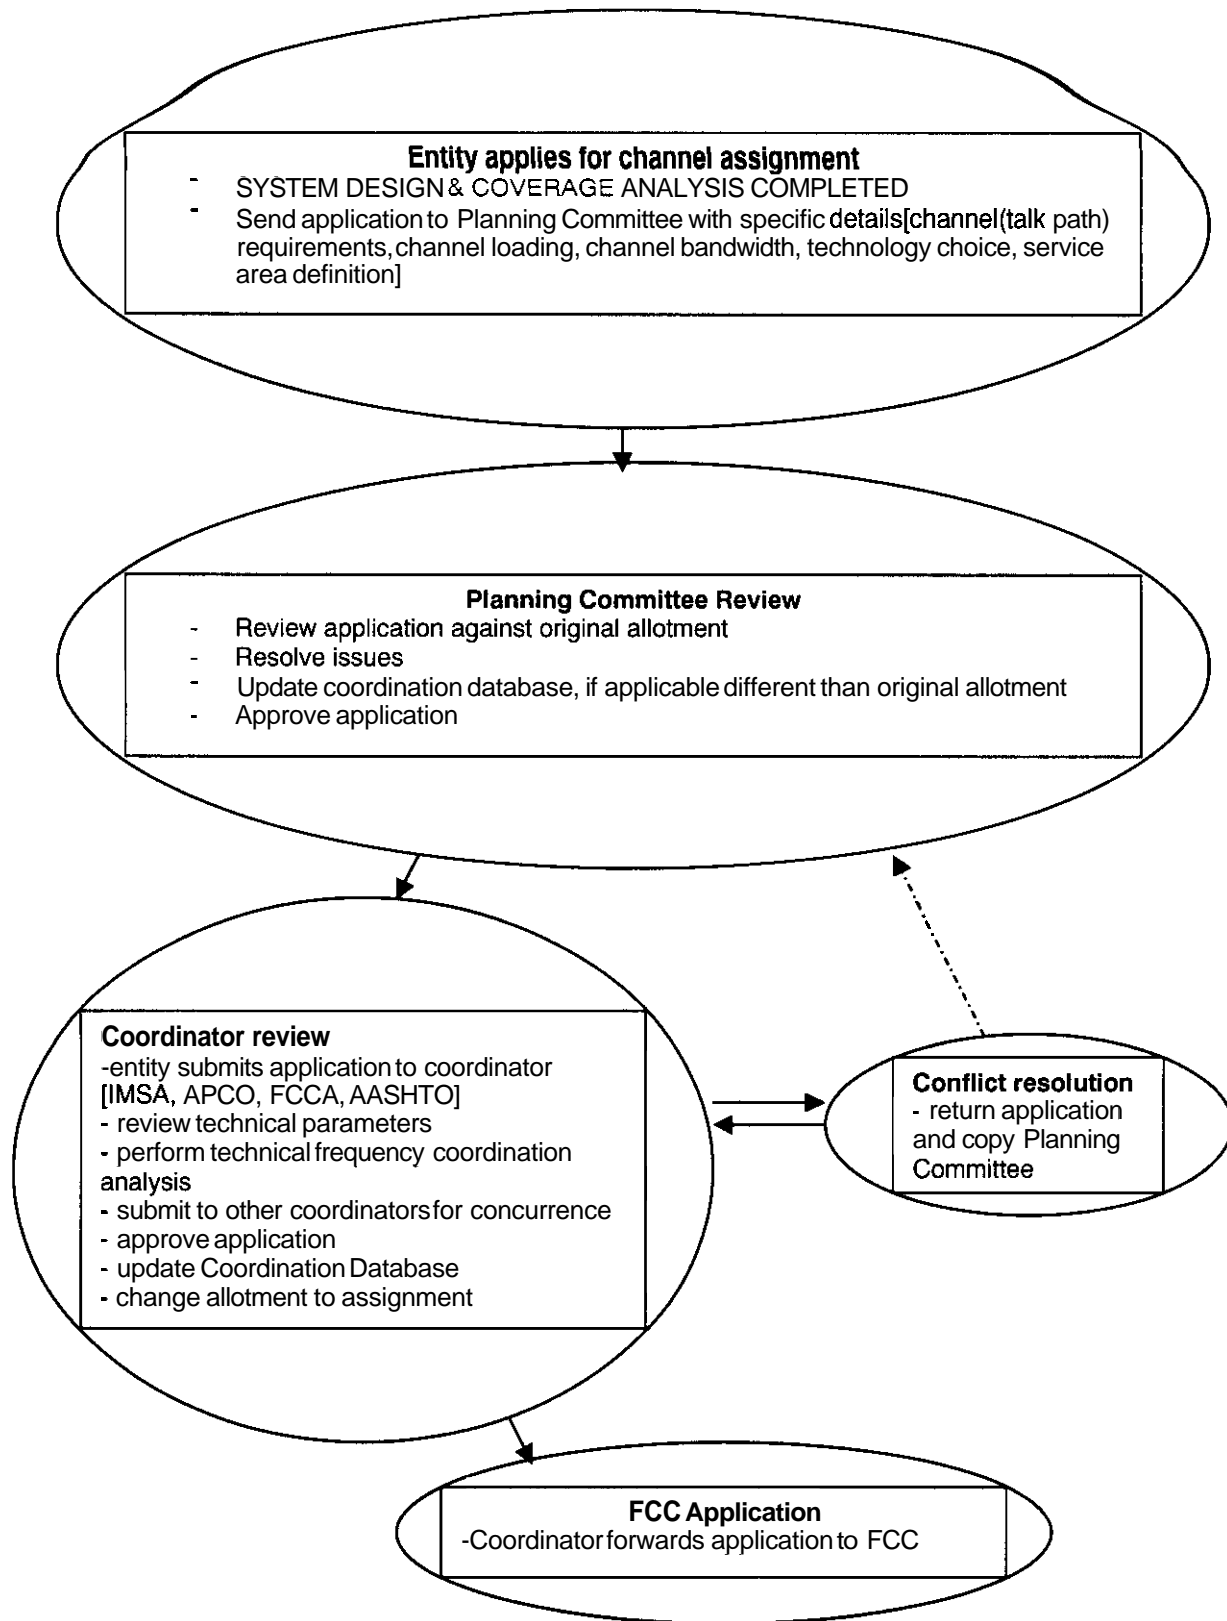 Entity applies for channel assignment
- SYSTEM DESIGN & COVERAGE ANALYSIS COMPLETED
- Send application to Planning Committee with specific details[channel(talk path)
requirements, channel loading, channel bandwidth, technology choice, service
area definition]
Planning Committee Review
- Review application against original allotment
- Resolve issues
- Update coordination database, if applicable different than original allotment
- Approve application
Coordinator review
-entity submits application to coordinator
[IMSA, APCO, FCCA, AASHTO]
- review technical parameters
- perform technical frequency coordination
analysis
- submit to other coordinators for concurrence
- approve application
- update Coordination Database
- change allotment to assignment
Conflict resolution
- return application
and copy Planning
Committee
FCC Application
-Coordinator forwards application to FCC